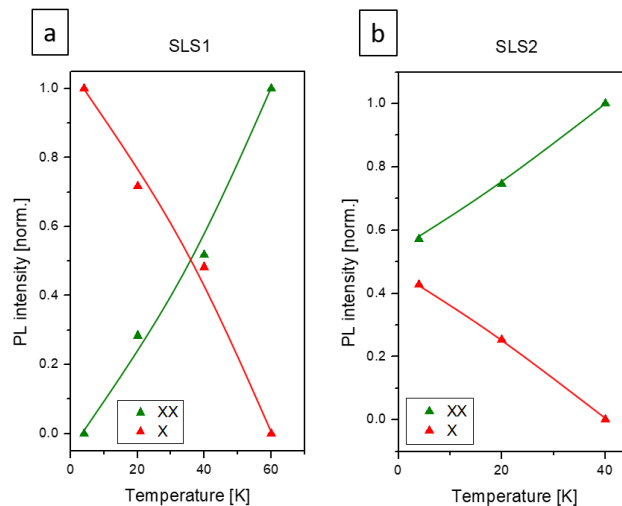 a
SLS1
PL intensity [norm.]
1.0
0.8
0.6
0.4
0.2
0.0
XX
X
0
20
40
60
Temperature [K]
b
SLS2
PL intensity [norm.]
1.0
0.8
0.6
0.4
0.2
0.0
XX
X
0
20
40
Temperature [K]